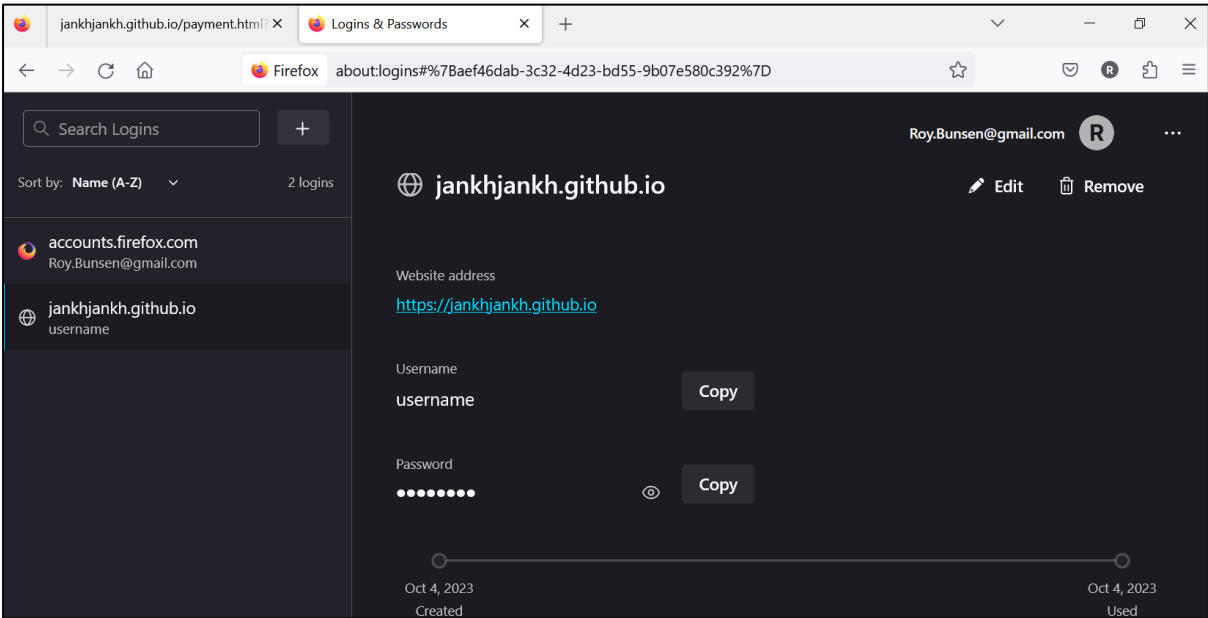 jankhjankh.github.io/payment.html?
Logins & Passwords
Firefox about:logins#%7Baef46dab-3c32-4d23-bd55-9b07e580c392%7D
R
Search Logins
Roy.Bunsen@gmail.com R
Sort by: Name (A-Z) 2 logins
jankhjankh.github.io
Edit Remove
accounts.firefox.com
Roy.Bunsen@gmail.com
jankhjankh.github.io
username
Website address
https://jankhjankh.github.io
Username
username
Copy
Password
●●●●●●●●
Copy
Oct 4, 2023
Created
Oct 4, 2023
Used